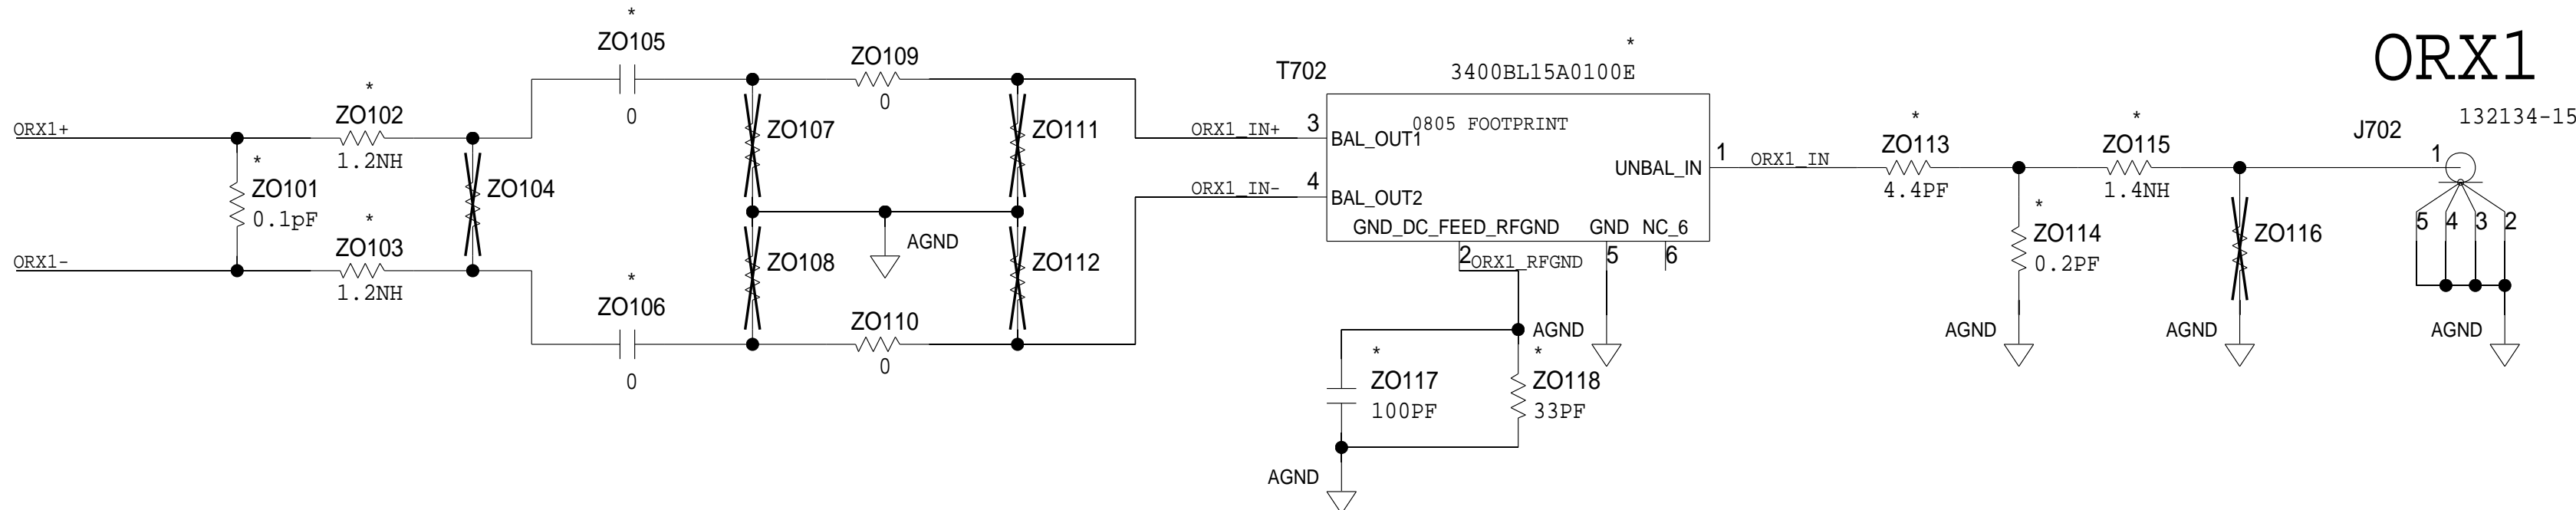 ORX1
132134-15
J702
1
5 4 3 2
AGND
ORX1+
ORX1-
*
ZO101
0.1pF
*
ZO102
1.2NH
*
ZO103
1.2NH
ZO104
*
ZO105
0
*
ZO106
0
ZO107
ZO108
ZO109
0
ZO110
0
AGND
ZO111
ZO112
ORX1_IN+
ORX1_IN-
T702
*
3400BL15A0100E
0805 FOOTPRINT
3
BAL_OUT1
4
BAL_OUT2
UNBAL_IN
1
GND_DC_FEED_RFGND GND NC_6
2 5 6
ORX1_RFGND
AGND
*
ZO117
100PF
*
ZO118
33PF
AGND
ORX1_IN
*
ZO113
4.4PF
*
ZO114
0.2PF
AGND
*
ZO115
1.4NH
ZO116
AGND